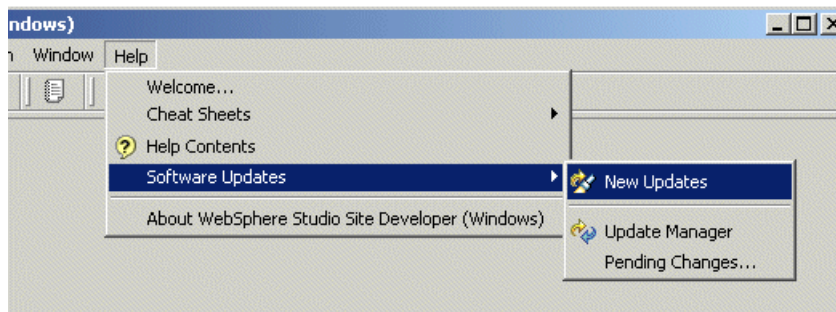 ndows)
Window Help
Welcome...
Cheat Sheets
Help Contents
Software Updates
New Updates
About WebSphere Studio Site Developer (Windows)
Update Manager
Pending Changes...